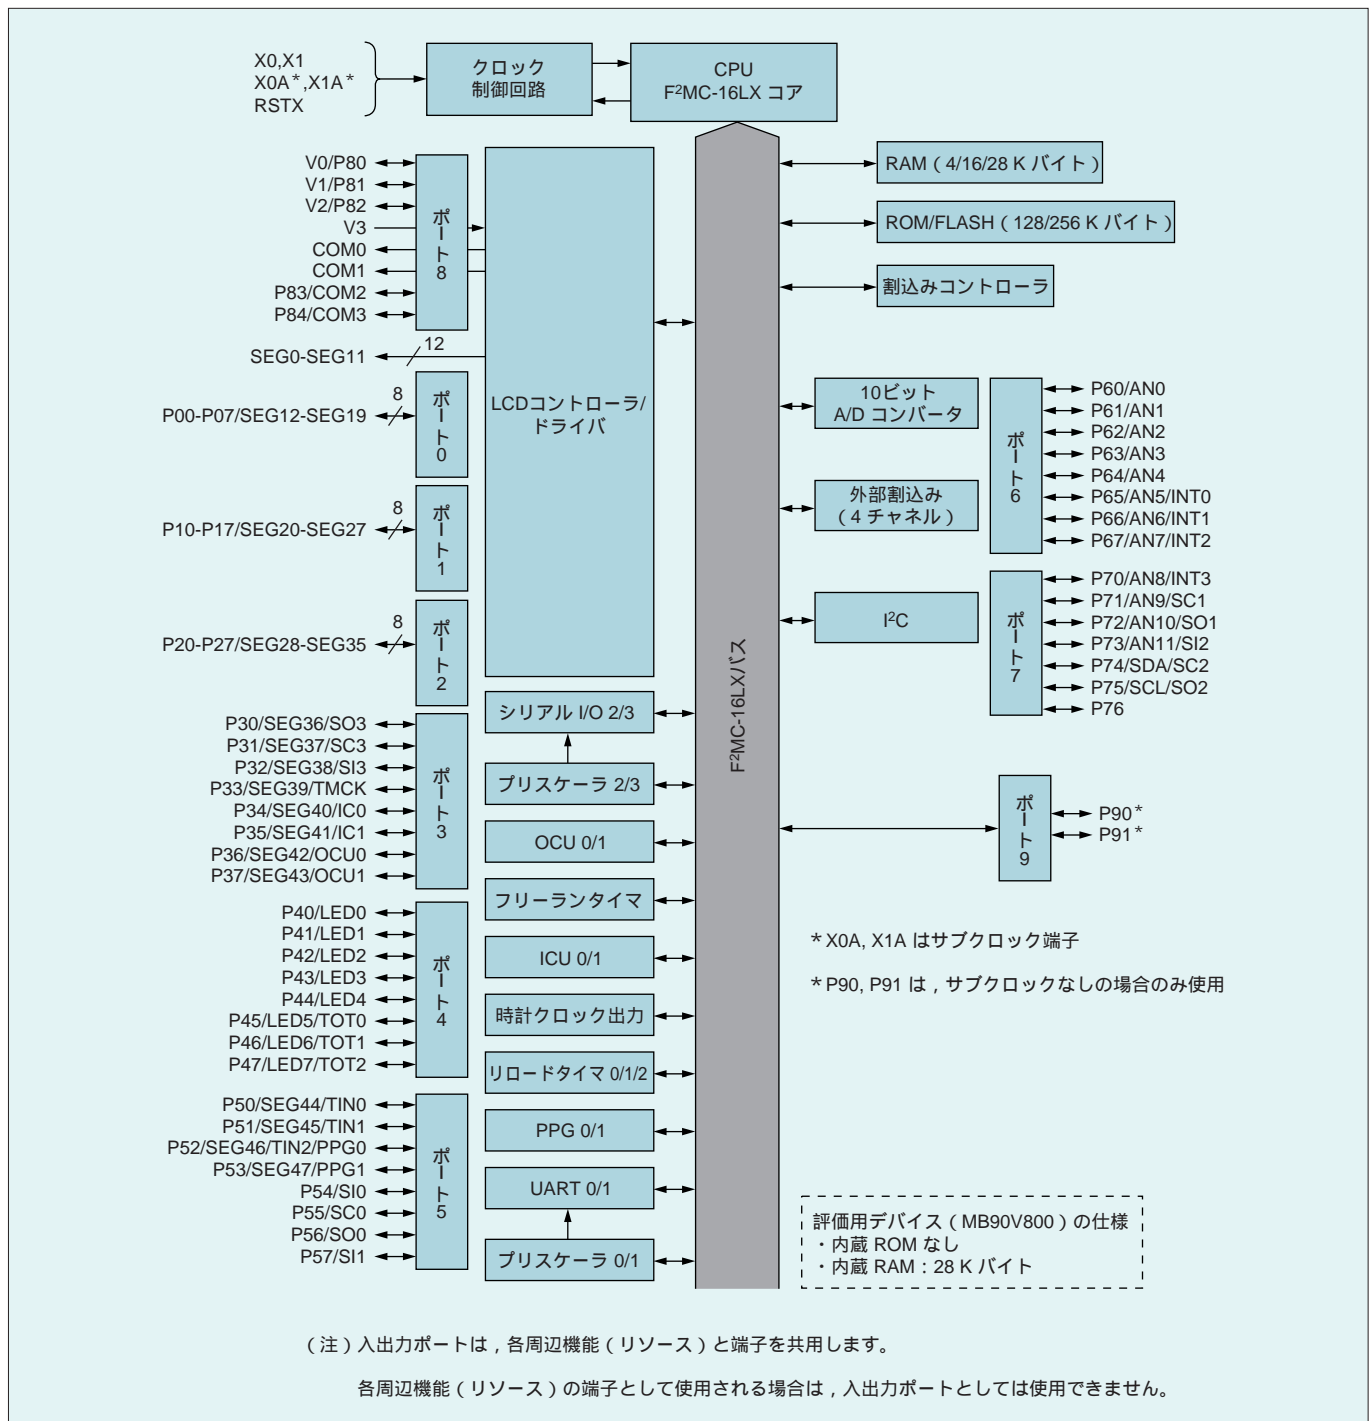 X0,X1
X0A*,X1A*
RSTX
クロック
制御回路
CPU
F²MC-16LX コア
V0/P80
V1/P81
V2/P82
V3
COM0
COM1
P83/COM2
P84/COM3
ポート8
SEG0-SEG11
12
P00-P07/SEG12-SEG19
8
ポート0
P10-P17/SEG20-SEG27
8
ポート1
P20-P27/SEG28-SEG35
8
ポート2
LCDコントローラ/
ドライバ
P30/SEG36/SO3
P31/SEG37/SC3
P32/SEG38/SI3
P33/SEG39/TMCK
P34/SEG40/IC0
P35/SEG41/IC1
P36/SEG42/OCU0
P37/SEG43/OCU1
ポート3
P40/LED0
P41/LED1
P42/LED2
P43/LED3
P44/LED4
P45/LED5/TOT0
P46/LED6/TOT1
P47/LED7/TOT2
ポート4
P50/SEG44/TIN0
P51/SEG45/TIN1
P52/SEG46/TIN2/PPG0
P53/SEG47/PPG1
P54/SI0
P55/SC0
P56/SO0
P57/SI1
ポート5
シリアル I/O 2/3
プリスケーラ 2/3
OCU 0/1
フリーランタイマ
ICU 0/1
時計クロック出力
リロードタイマ 0/1/2
PPG 0/1
UART 0/1
プリスケーラ 0/1
F²MC-16LXバス
RAM（4/16/28 K バイト）
ROM/FLASH（128/256 K バイト）
割込みコントローラ
10ビット
A/D コンバータ
外部割込み
（4 チャネル）
I²C
ポート6
P60/AN0
P61/AN1
P62/AN2
P63/AN3
P64/AN4
P65/AN5/INT0
P66/AN6/INT1
P67/AN7/INT2
ポート7
P70/AN8/INT3
P71/AN9/SC1
P72/AN10/SO1
P73/AN11/SI2
P74/SDA/SC2
P75/SCL/SO2
P76
ポート9
P90*
P91*
* X0A, X1A はサブクロック端子
* P90, P91 は，サブクロックなしの場合のみ使用
評価用デバイス（MB90V800）の仕様
・内蔵 ROM なし
・内蔵 RAM：28 K バイト
（注）入出力ポートは，各周辺機能（リソース）と端子を共用します。
各周辺機能（リソース）の端子として使用される場合は，入出力ポートとしては使用できません。